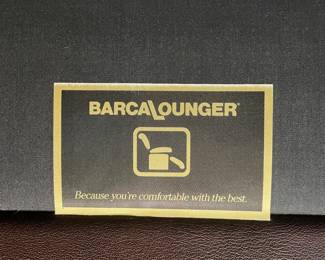 BARCALOUNGER®
Because you're comfortable with the best.